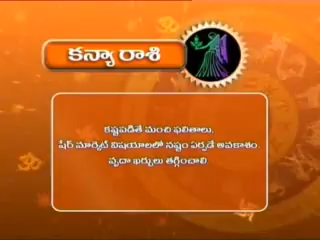 కన్యా రాశి
కష్టపడితే మంచి ఫలితాలు.
షేర్ మార్కెట్ విషయాలలో నష్టం ఏర్పడే అవకాశం.
వృదా ఖర్చులు తగ్గించాలి.